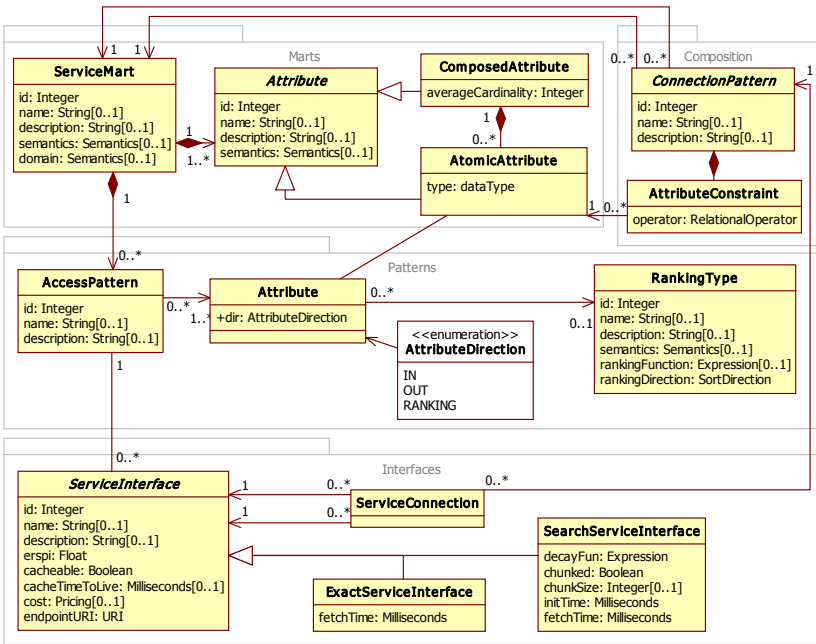 Marts
Composition
ServiceMart
id: Integer
name: String[0..1]
description: String[0..1]
semantics: Semantics[0..1]
domain: Semantics[0..1]
Attribute
id: Integer
name: String[0..1]
description: String[0..1]
semantics: Semantics[0..1]
ComposedAttribute
averageCardinality: Integer
AtomicAttribute
type: dataType
ConnectionPattern
id: Integer
name: String[0..1]
description: String[0..1]
AttributeConstraint
operator: RelationalOperator
1
1
0..*
0..*
1
1
1..*
1
0..*
1
0..*
1
0..*
Patterns
AccessPattern
id: Integer
name: String[0..1]
description: String[0..1]
Attribute
+dir: AttributeDirection
<<enumeration>>
AttributeDirection
IN
OUT
RANKING
RankingType
id: Integer
name: String[0..1]
description: String[0..1]
semantics: Semantics[0..1]
rankingFunction: Expression[0..1]
rankingDirection: SortDirection
0..*
1..*
0..*
0..1
1
0..*
Interfaces
ServiceInterface
id: Integer
name: String[0..1]
description: String[0..1]
erspi: Float
cacheable: Boolean
cacheTimeToLive: Milliseconds[0..1]
cost: Pricing[0..1]
endpointURI: URI
1
0..*
1
0..*
ServiceConnection
0..*
ExactServiceInterface
fetchTime: Milliseconds
SearchServiceInterface
decayFun: Expression
chunked: Boolean
chunkSize: Integer[0..1]
initTime: Milliseconds
fetchTime: Milliseconds